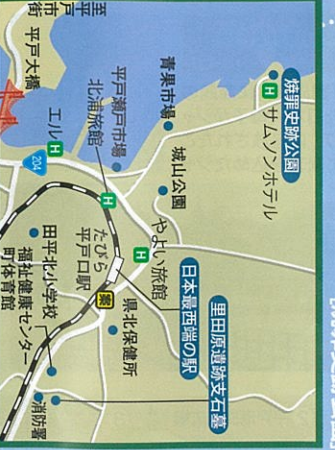 至平戸市街
平戸大橋
焼罪史跡公園
H
サムソンホテル
青果市場
城山公園
平戸瀬戸市場
北浦旅館
H
エル
H
204
やよい旅館
H
たびら
平戸口駅
日本最西端の駅
里田原遺跡支石墓
県北保健所
田平北小学校
福祉健康センター
町体育館
消防署